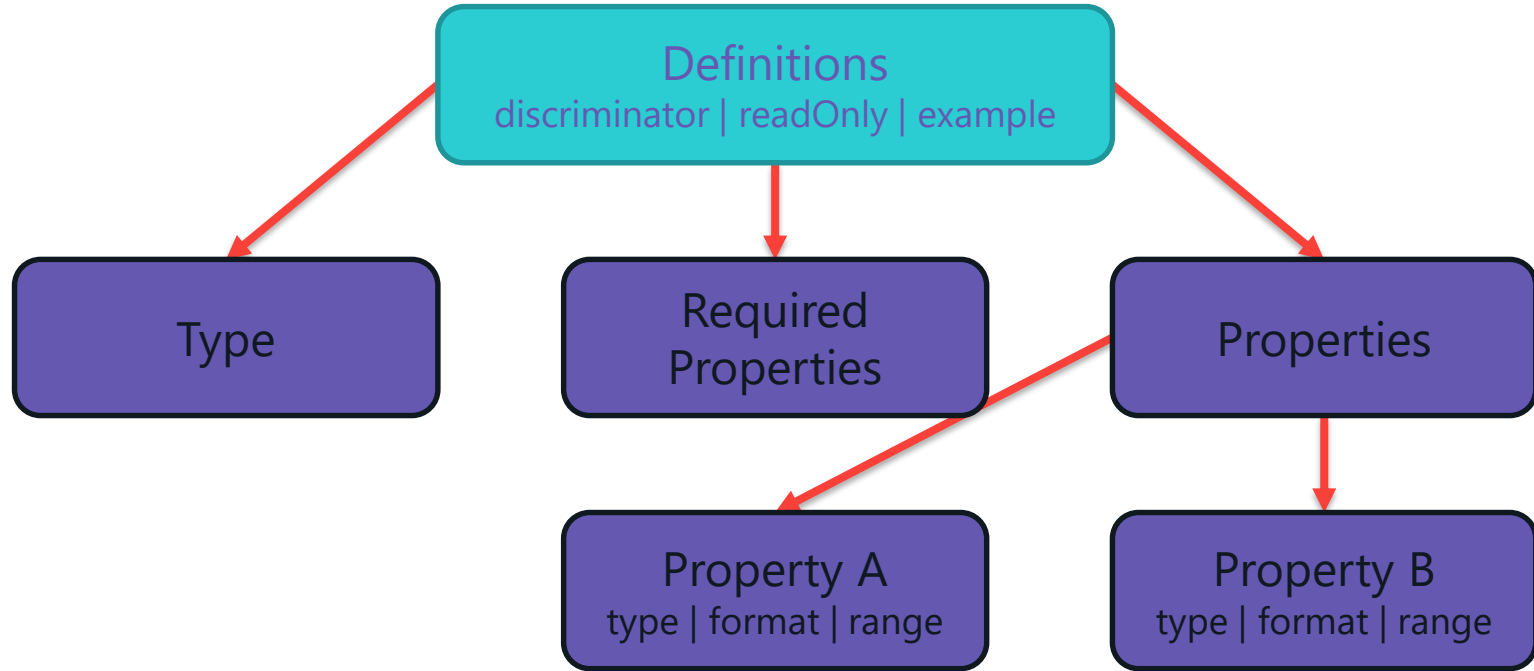 Definitions
discriminator | readOnly | example
Type
Required
Properties
Properties
Property A
type | format | range
Property B
type | format | range